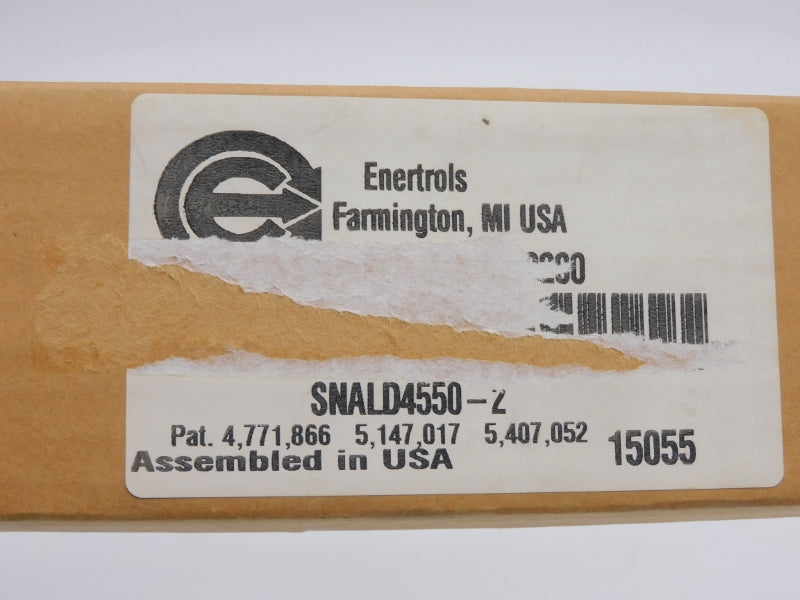 Enertrols
Farmington, MI USA
SNALD4550-2
Pat. 4,771,866 5,147,017 5,407,052
15055
Assembled in USA